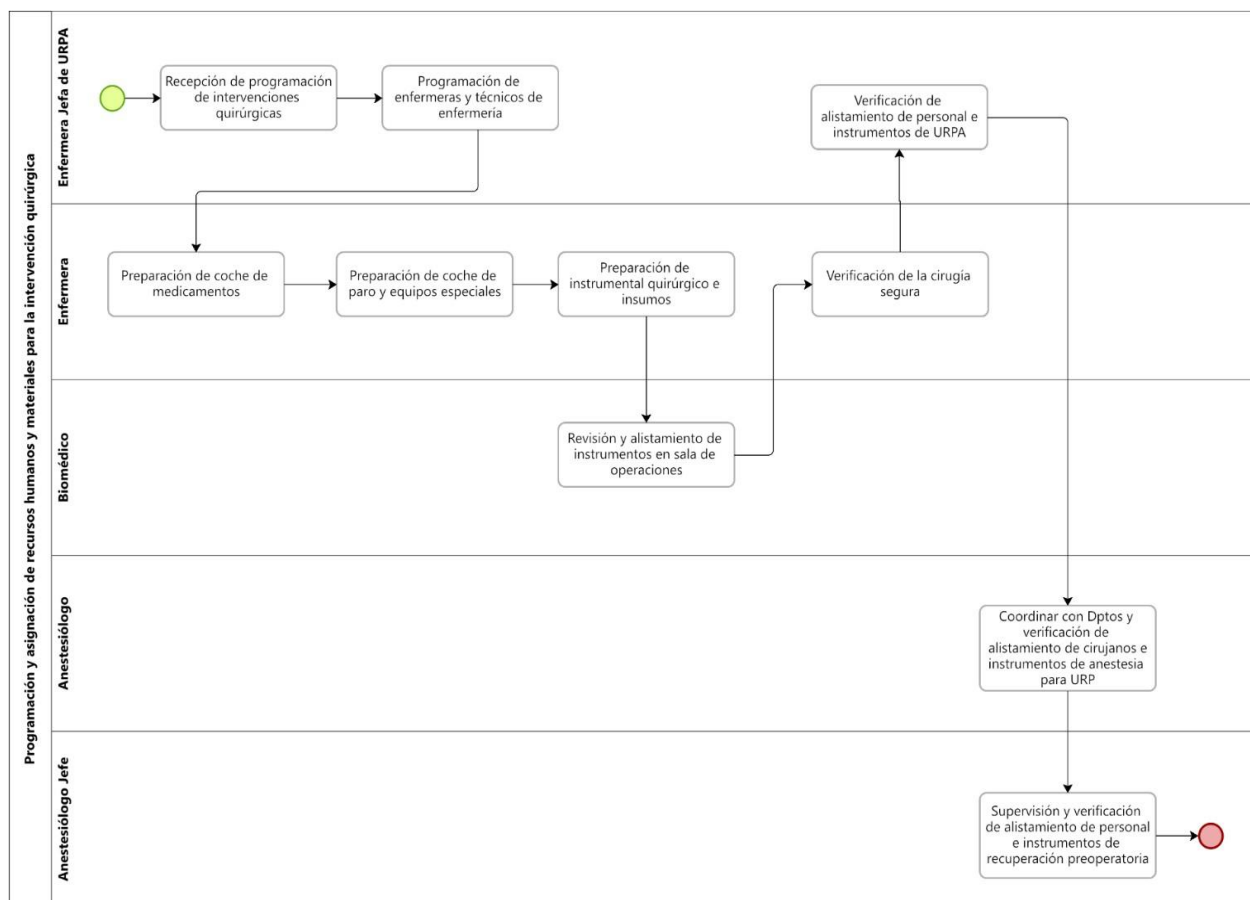 Programación y asignación de recursos humanos y materiales para la intervención quirúrgica
Enfermera Jefa de URPA
Recepción de programación
de intervenciones
quirúrgicas
Programación de
enfermeras y técnicos de
enfermería
Verificación de
alistamiento de personal e
instrumentos de URPA
Enfermera
Preparación de coche de
medicamentos
Preparación de coche de
paro y equipos especiales
Preparación de
instrumental quirúrgico e
insumos
Verificación de la cirugía
segura
Biomédico
Revisión y alistamiento de
instrumentos en sala de
operaciones
Anestesiólogo
Coordinar con Dptos y
verificación de
alistamiento de cirujanos e
instrumentos de anestesia
para URP
Anestesiólogo Jefe
Supervisión y verificación
de alistamiento de personal
e instrumentos de
recuperación preoperatoria